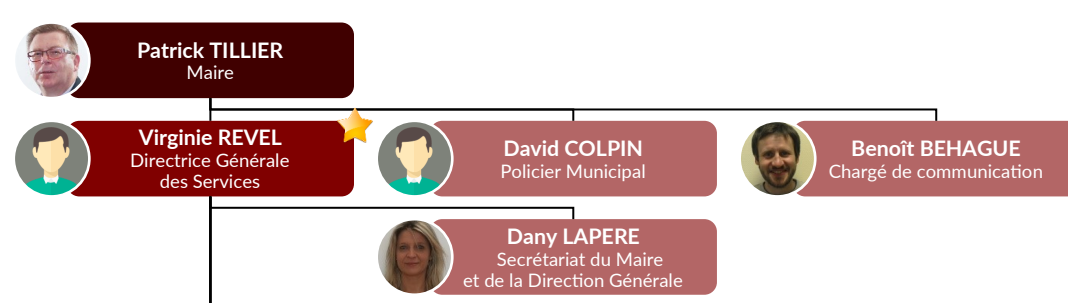 Patrick TILLIER
Maire
Virginie REVEL
Directrice Générale
des Services
David COLPIN
Policier Municipal
Benoît BEHAGUE
Chargé de communication
Dany LAPERE
Secrétariat du Maire
et de la Direction Générale